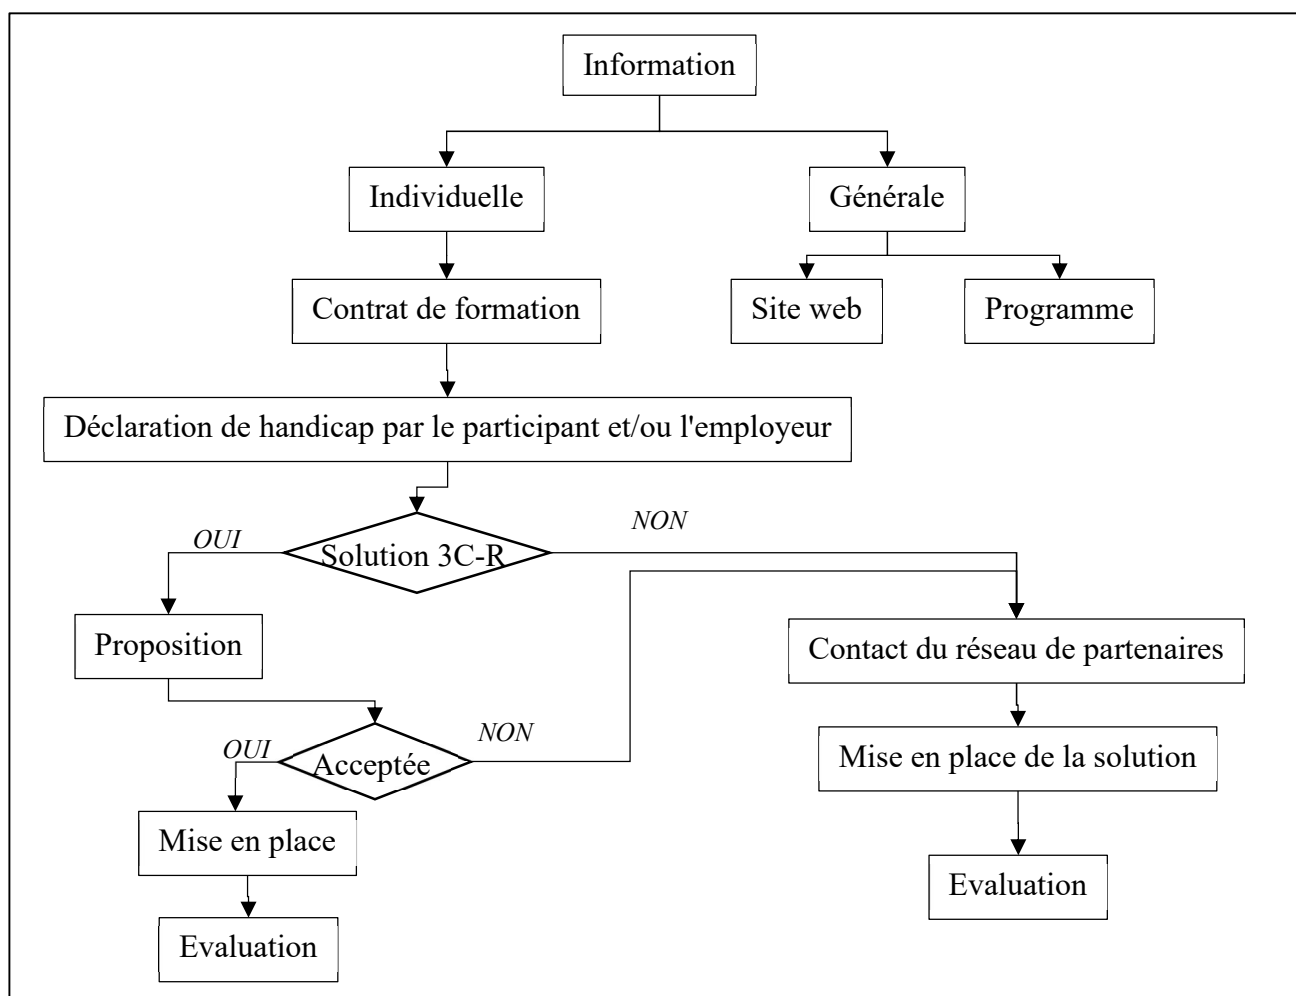 Information
Individuelle
Générale
Contrat de formation
Site web
Programme
Déclaration de handicap par le participant et/ou l'employeur
OUI
NON
Solution 3C-R
Proposition
Contact du réseau de partenaires
OUI
NON
Acceptée
Mise en place de la solution
Mise en place
Evaluation
Evaluation